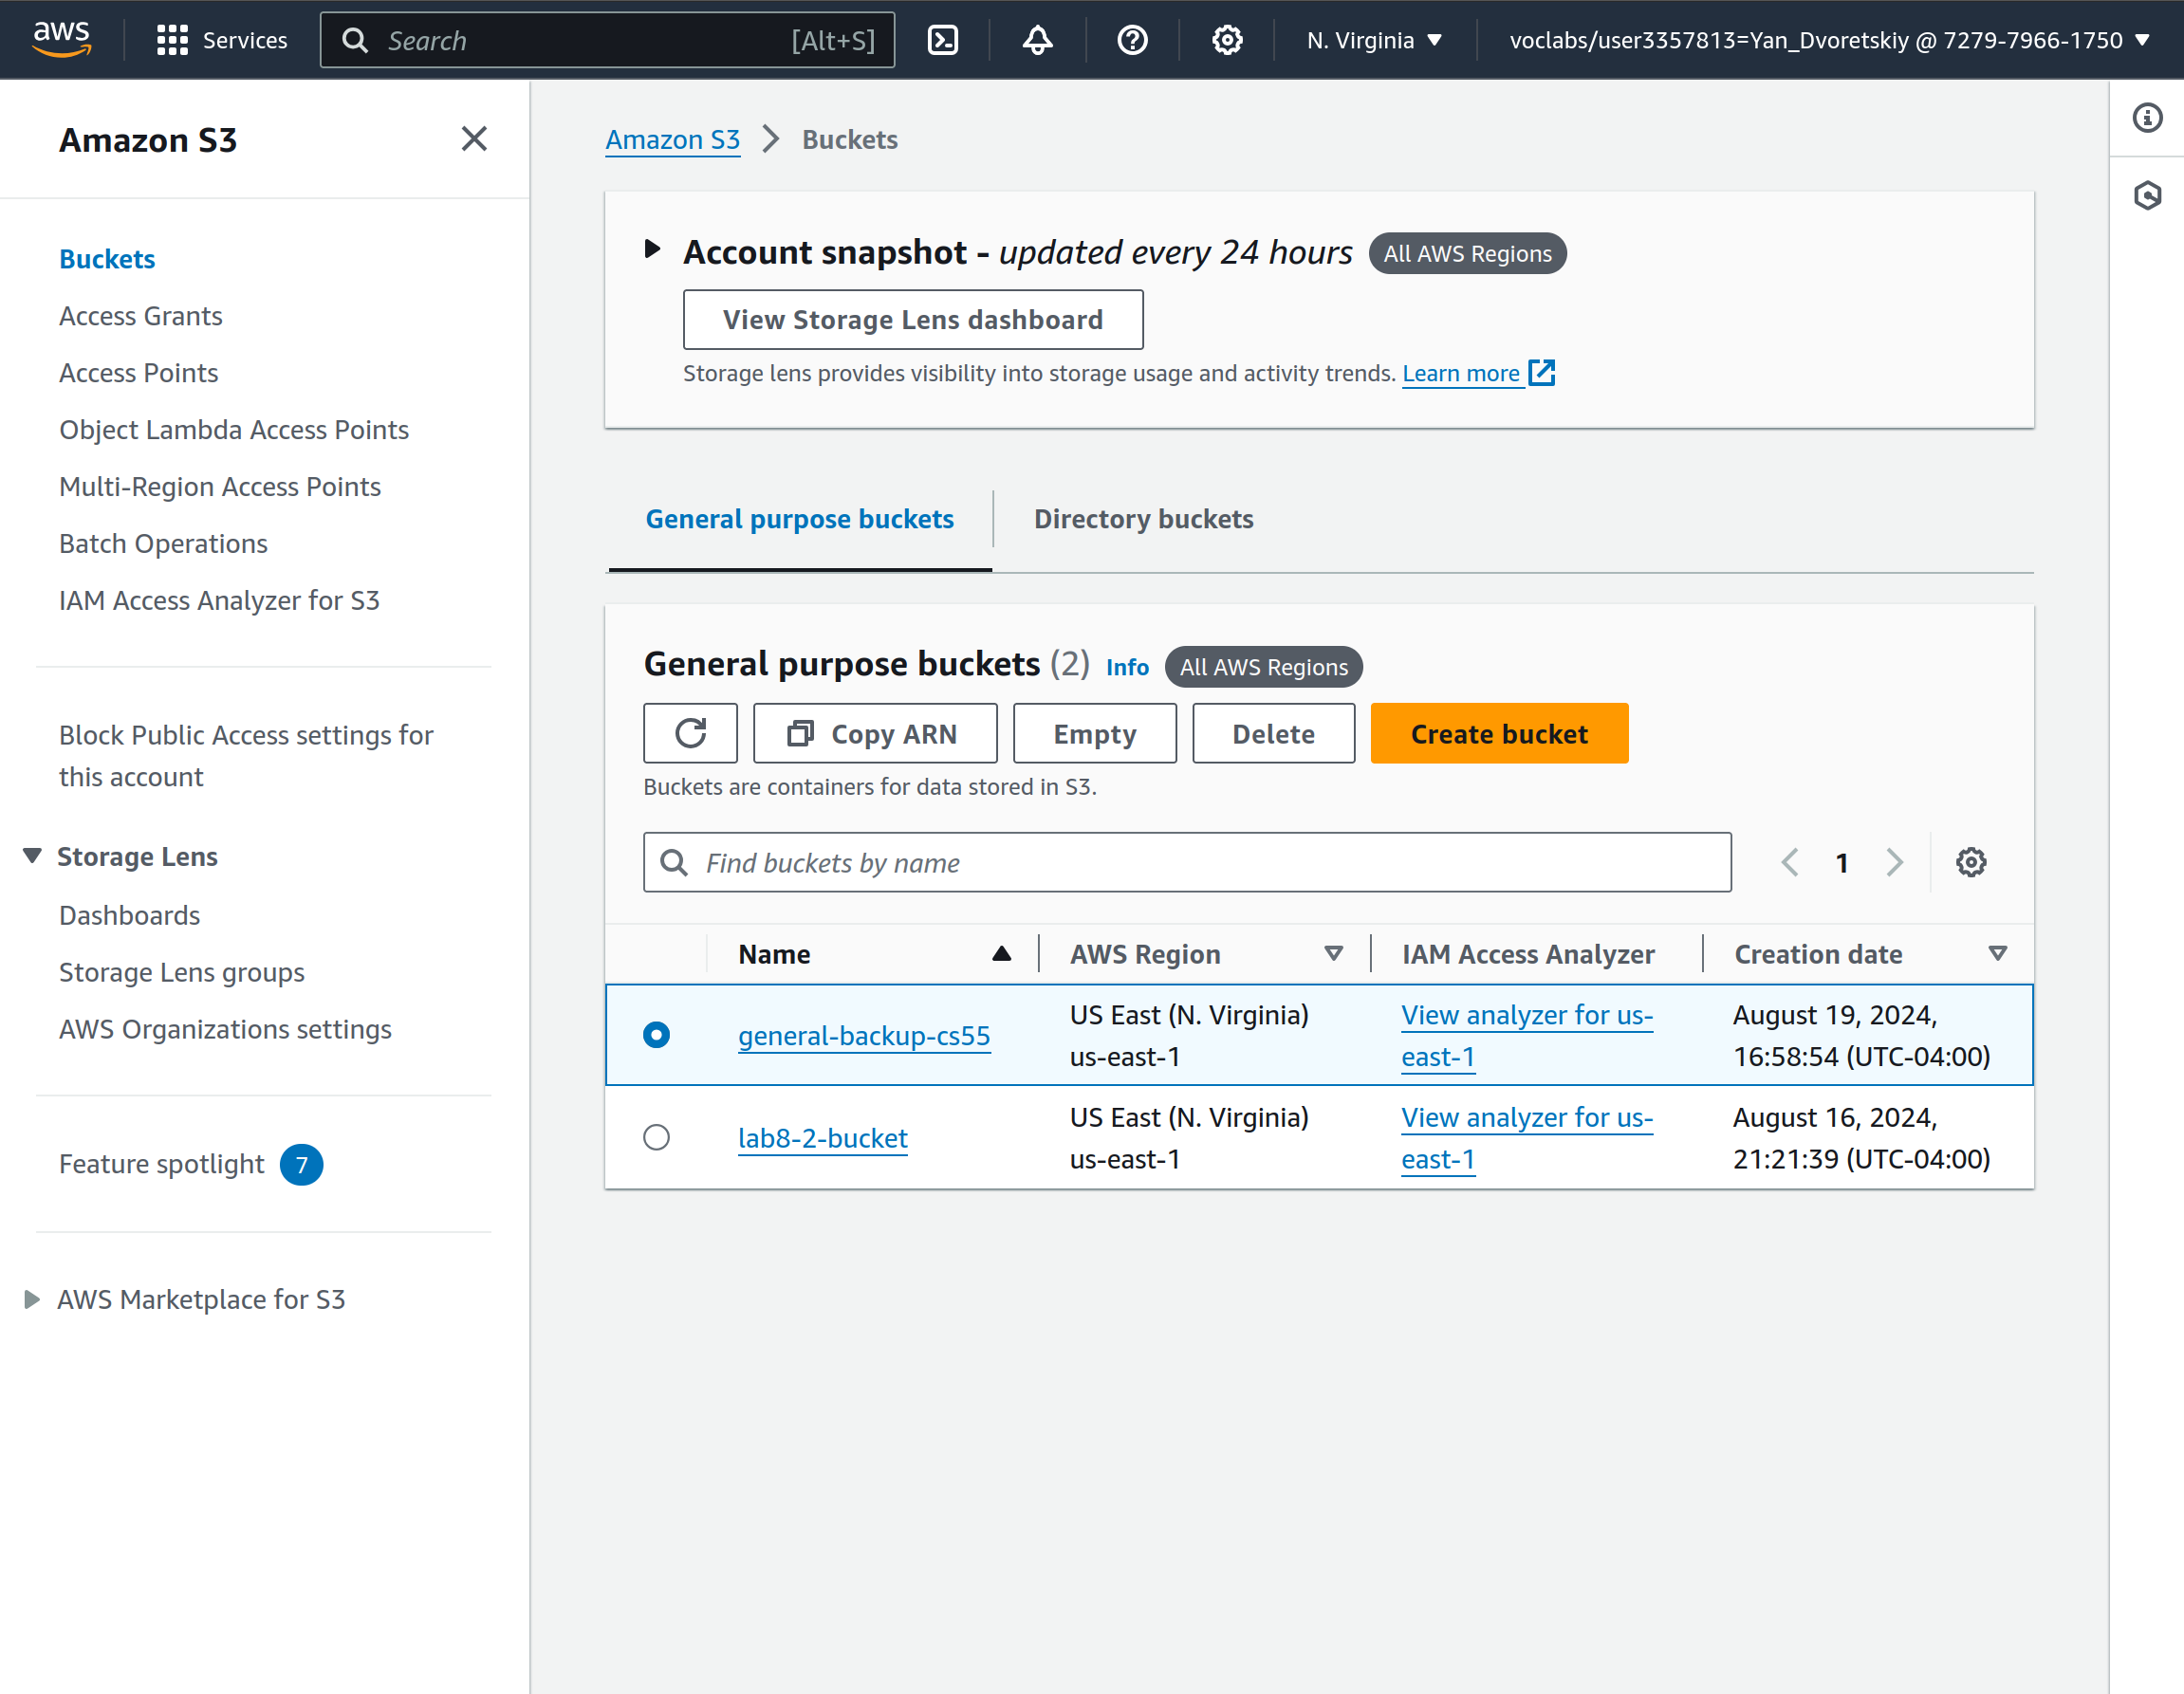 aws
Services
Search [Alt+S]
N. Virginia
voclabs/user3357813=Yan_Dvoretskiy @ 7279-7966-1750
Amazon S3
Buckets
Access Grants
Access Points
Object Lambda Access Points
Multi-Region Access Points
Batch Operations
IAM Access Analyzer for S3
Block Public Access settings for
this account
Storage Lens
Dashboards
Storage Lens groups
AWS Organizations settings
Feature spotlight 7
AWS Marketplace for S3
Amazon S3 Buckets
Account snapshot - updated every 24 hours All AWS Regions
View Storage Lens dashboard
Storage lens provides visibility into storage usage and activity trends. Learn more
General purpose buckets Directory buckets
General purpose buckets (2) Info All AWS Regions
Copy ARN Empty Delete Create bucket
Buckets are containers for data stored in S3.
Find buckets by name 1
Name AWS Region IAM Access Analyzer Creation date
general-backup-cs55
US East (N. Virginia)
us-east-1
View analyzer for us-
east-1
August 19, 2024,
16:58:54 (UTC-04:00)
lab8-2-bucket
US East (N. Virginia)
us-east-1
View analyzer for us-
east-1
August 16, 2024,
21:21:39 (UTC-04:00)